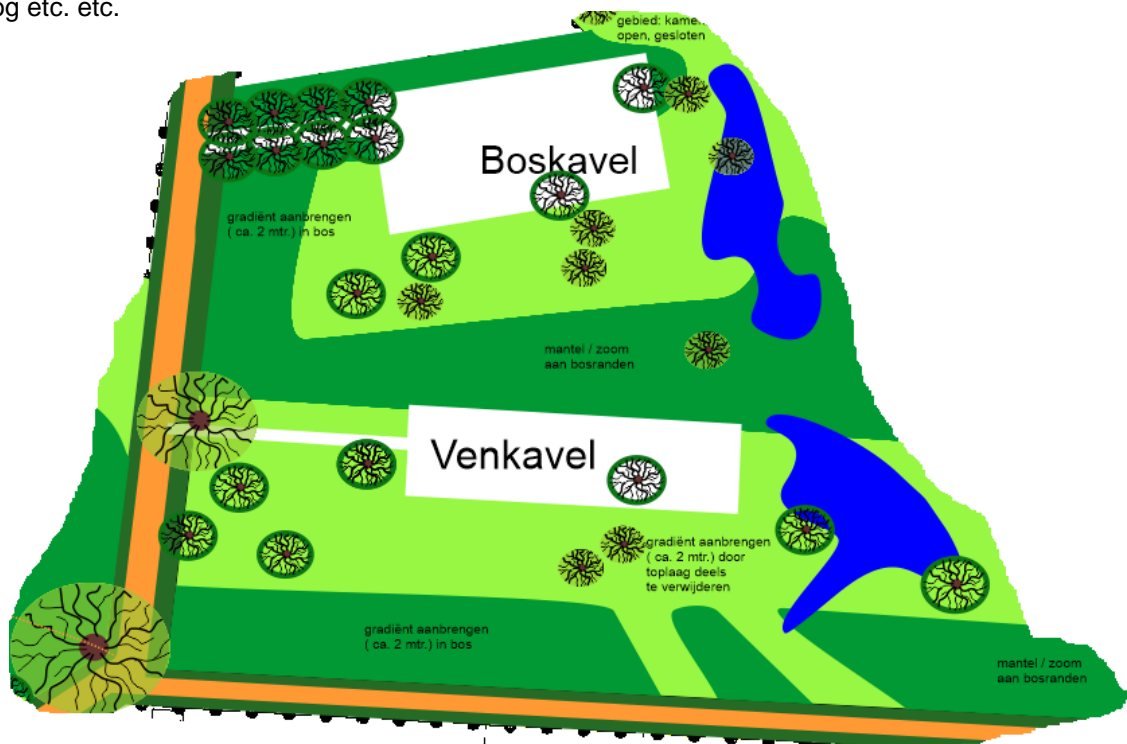 og etc. etc.
gebied: kame
open, gesloten
Boskavel
gradiënt aanbrengen
( ca. 2 mtr.) in bos
mantel / zoom
aan bosranden
Venkavel
gradiënt aanbrengen
( ca. 2 mtr.) door
toplaag deels
te verwijderen
gradiënt aanbrengen
( ca. 2 mtr.) in bos
mantel / zoom
aan bosranden